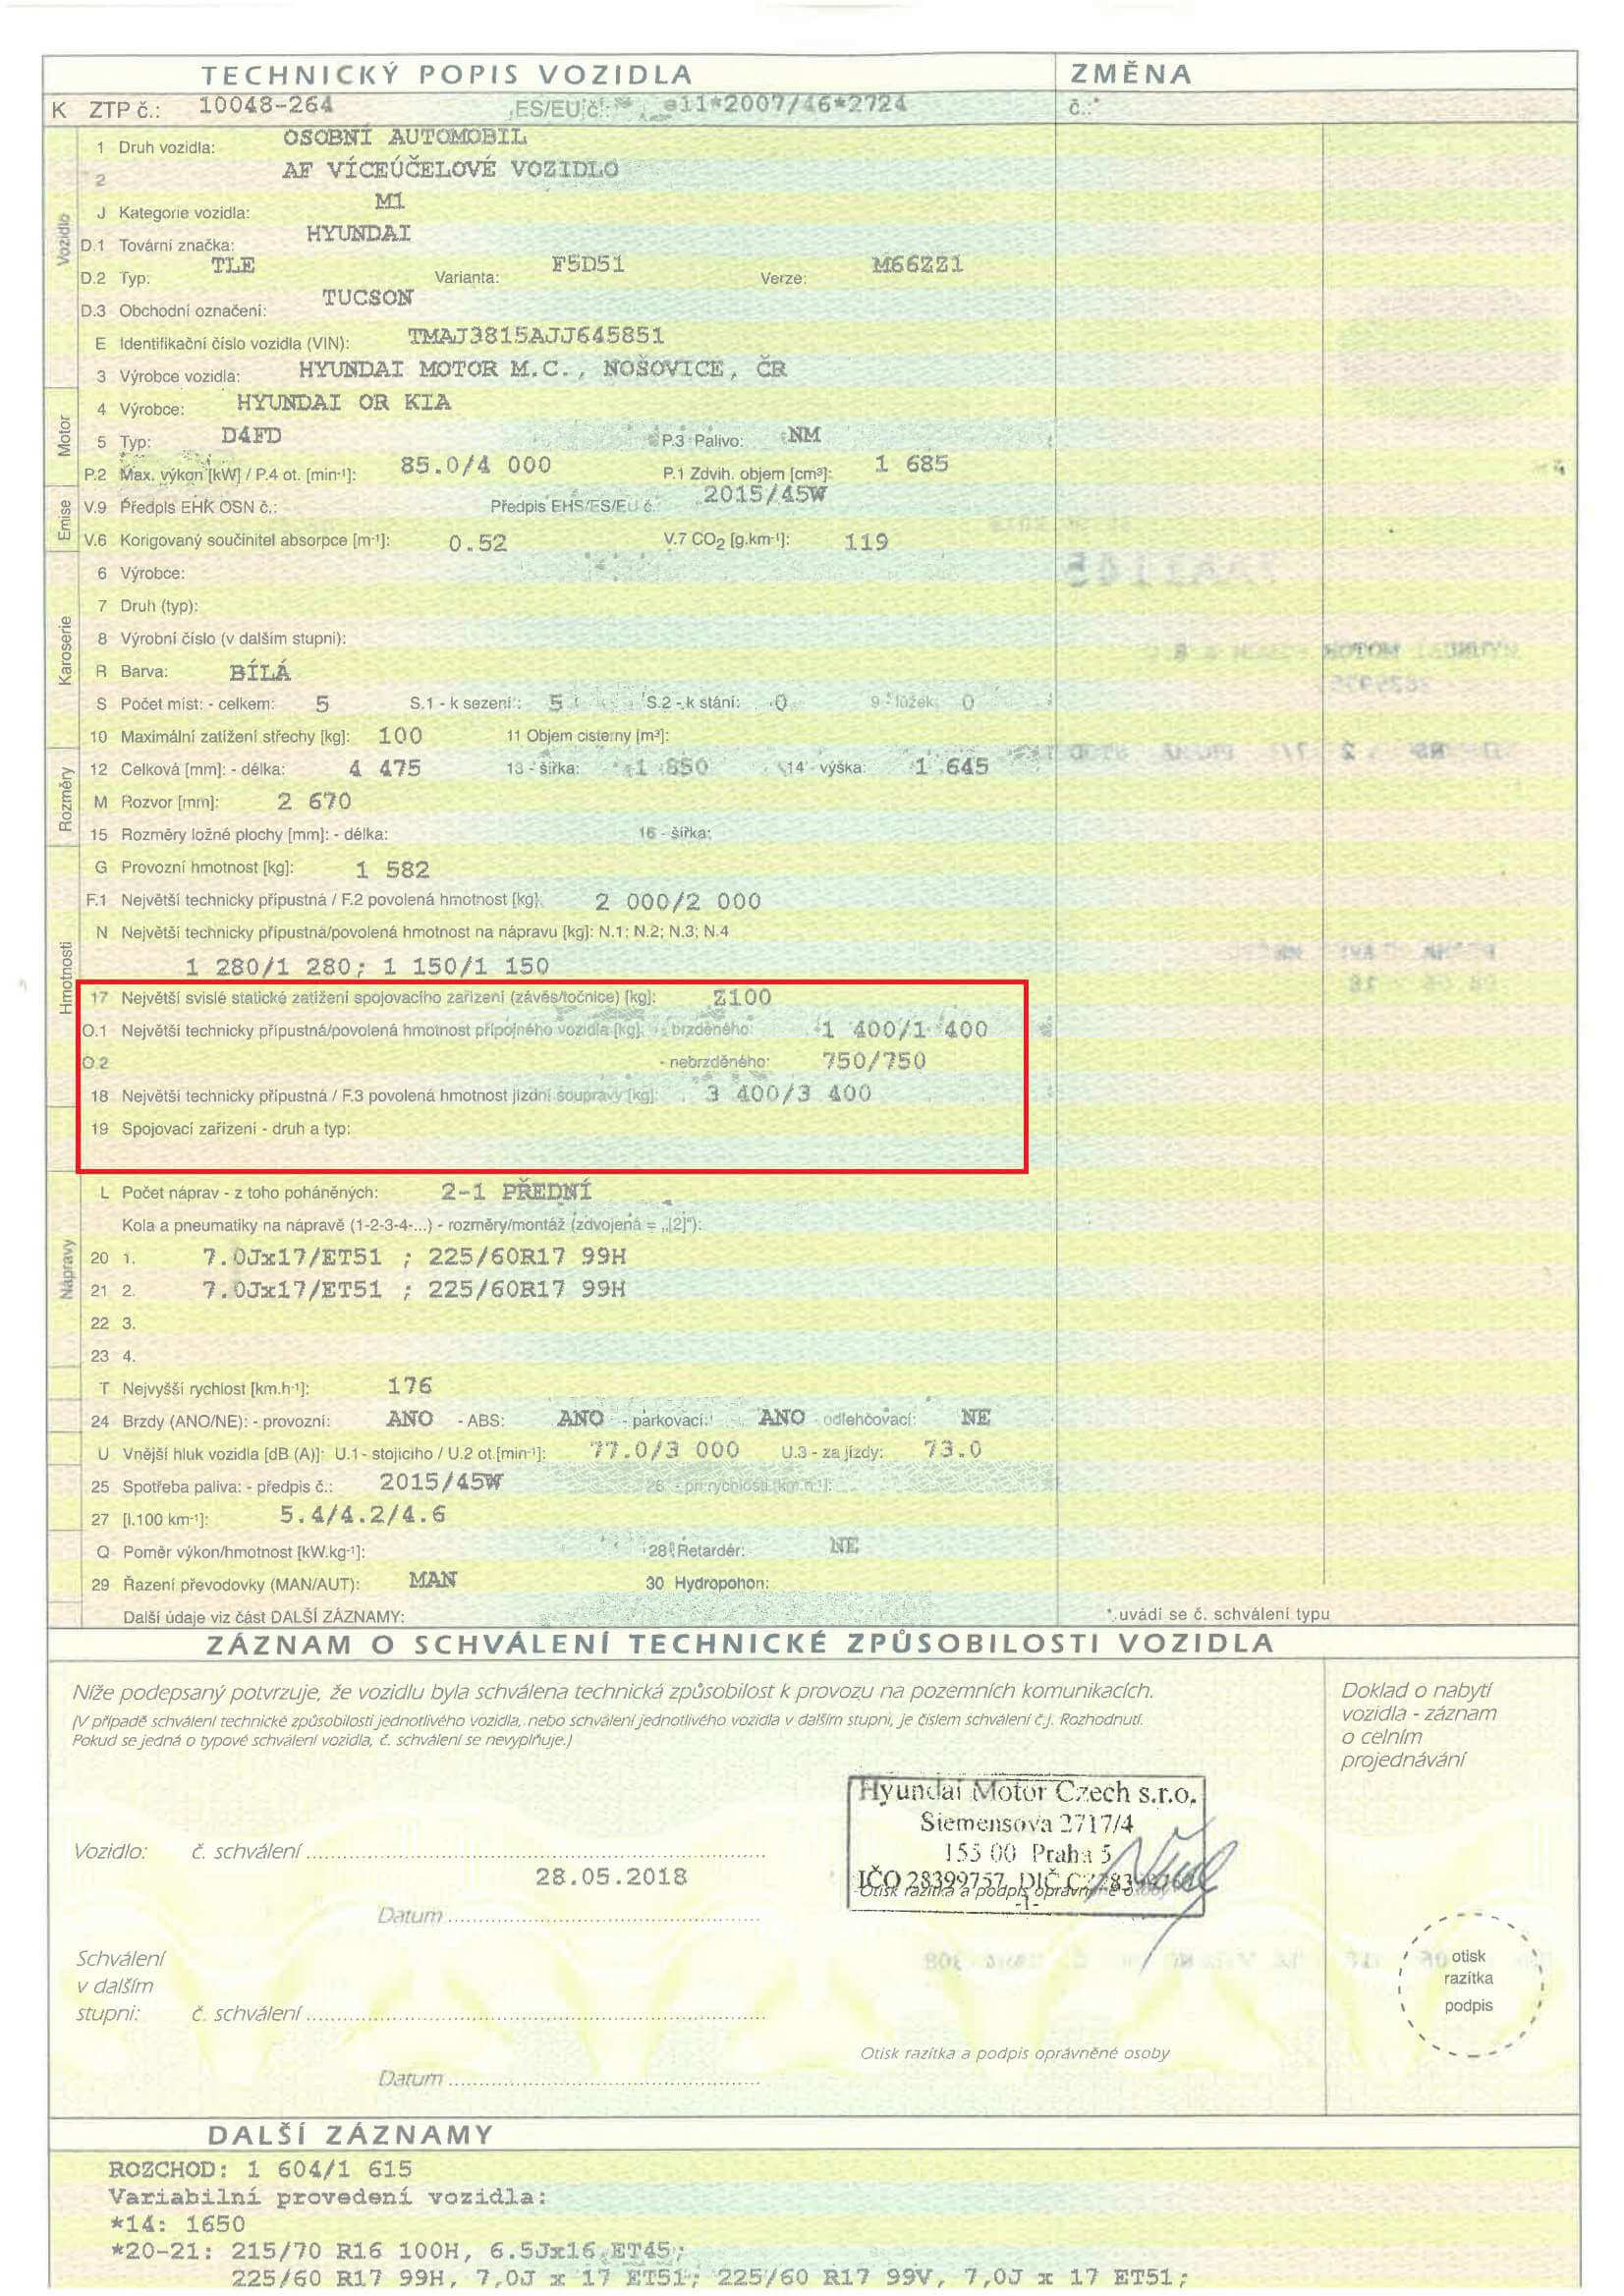 TECHNICKÝ POPIS VOZIDLA ZMĚNA
K ZTP č.: 10048-264 ES/EU č.:* e11*2007/46*2724 č.:*
1 Druh vozidla: OSOBNÍ AUTOMOBIL
2 AF VÍCEÚČELOVÉ VOZIDLO
Vozidlo
J Kategorie vozidla: M1
D.1 Tovární značka: HYUNDAI
D.2 Typ: TLE Varianta: F5D51 Verze: M66ZZ1
D.3 Obchodní označení: TUCSON
E Identifikační číslo vozidla (VIN): TMAJ3815AJJ645851
3 Výrobce vozidla: HYUNDAI MOTOR M.C., NOŠOVICE, ČR
Motor
4 Výrobce: HYUNDAI OR KIA
5 Typ: D4FD P.3 Palivo: NM
P.2 Max. výkon [kW] / P.4 ot. [min-1]: 85.0/4 000 P.1 Zdvih. objem [cm³]: 1 685
Emise
V.9 Předpis EHK OSN č.: Předpis EHS/ES/EU č.: 2015/45W
V.6 Korigovaný součinitel absorpce [m-1]: 0.52 V.7 CO2 [g.km-1]: 119
Karoserie
6 Výrobce:
7 Druh (typ):
8 Výrobní číslo (v dalším stupni):
R Barva: BÍLÁ
S Počet míst: - celkem: 5 S.1 - k sezení: 5 S.2 - k stání: 0 9 - lůžek: 0
10 Maximální zatížení střechy [kg]: 100 11 Objem cisterny [m³]:
Rozměry
12 Celková [mm]: - délka: 4 475 13 - šířka: 1 850 14 - výška: 1 645
M Rozvor [mm]: 2 670
15 Rozměry ložné plochy [mm]: - délka: 16 - šířka:
Hmotnosti
G Provozní hmotnost [kg]: 1 582
F.1 Největší technicky přípustná / F.2 povolená hmotnost [kg]: 2 000/2 000
N Největší technicky přípustná/povolená hmotnost na nápravu [kg]: N.1; N.2; N.3; N.4
1 280/1 280; 1 150/1 150
17 Největší svislé statické zatížení spojovacího zařízení (závěs/točnice) [kg]: Z100
O.1 Největší technicky přípustná/povolená hmotnost přípojného vozidla [kg]: - brzděného: 1 400/1 400
O.2 - nebrzděného: 750/750
18 Největší technicky přípustná / F.3 povolená hmotnost jízdní soupravy [kg]: 3 400/3 400
19 Spojovací zařízení - druh a typ:
Nápravy
L Počet náprav - z toho poháněných: 2-1 PŘEDNÍ
Kola a pneumatiky na nápravě (1-2-3-4-...) - rozměry/montáž (zdvojená = „[2]“):
20 1. 7.0Jx17/ET51 ; 225/60R17 99H
21 2. 7.0Jx17/ET51 ; 225/60R17 99H
22 3.
23 4.
T Nejvyšší rychlost [km.h-1]: 176
24 Brzdy (ANO/NE): - provozní: ANO - ABS: ANO - parkovací: ANO - odlehčovací: NE
U Vnější hluk vozidla [dB (A)]: U.1- stojícího / U.2 ot.[min-1]: 77.0/3 000 U.3 - za jízdy: 73.0
25 Spotřeba paliva: - předpis č.: 2015/45W 26 - při rychlosti [km.h-1]:
27 [l.100 km-1]: 5.4/4.2/4.6
Q Poměr výkon/hmotnost [kW.kg-1]: 28 Retardér: NE
29 Řazení převodovky (MAN/AUT): MAN 30 Hydropohon:
Další údaje viz část DALŠÍ ZÁZNAMY: * uvádí se č. schválení typu
ZÁZNAM O SCHVÁLENÍ TECHNICKÉ ZPŮSOBILOSTI VOZIDLA
Níže podepsaný potvrzuje, že vozidlu byla schválena technická způsobilost k provozu na pozemních komunikacích.
(V případě schválení technické způsobilosti jednotlivého vozidla, nebo schválení jednotlivého vozidla v dalším stupni, je číslem schválení č.j. Rozhodnutí.
Pokud se jedná o typové schválení vozidla, č. schválení se nevyplňuje.)
Doklad o nabytí
vozidla - záznam
o celním
projednávání
Hyundai Motor Czech s.r.o.
Siemensova 2717/4
155 00 Praha 5
IČO 28399757, DIČ
Otisk razítka a podpis oprávněné osoby
-1-
Vozidlo: č. schválení
28.05.2018
Datum
Schválení
v dalším
stupni: č. schválení
otisk
razítka
podpis
Otisk razítka a podpis oprávněné osoby
Datum
DALŠÍ ZÁZNAMY
ROZCHOD: 1 604/1 615
Variabilní provedení vozidla:
*14: 1650
*20-21: 215/70 R16 100H, 6.5Jx16 ET45;
225/60 R17 99H, 7,0J x 17 ET51; 225/60 R17 99V, 7,0J x 17 ET51;